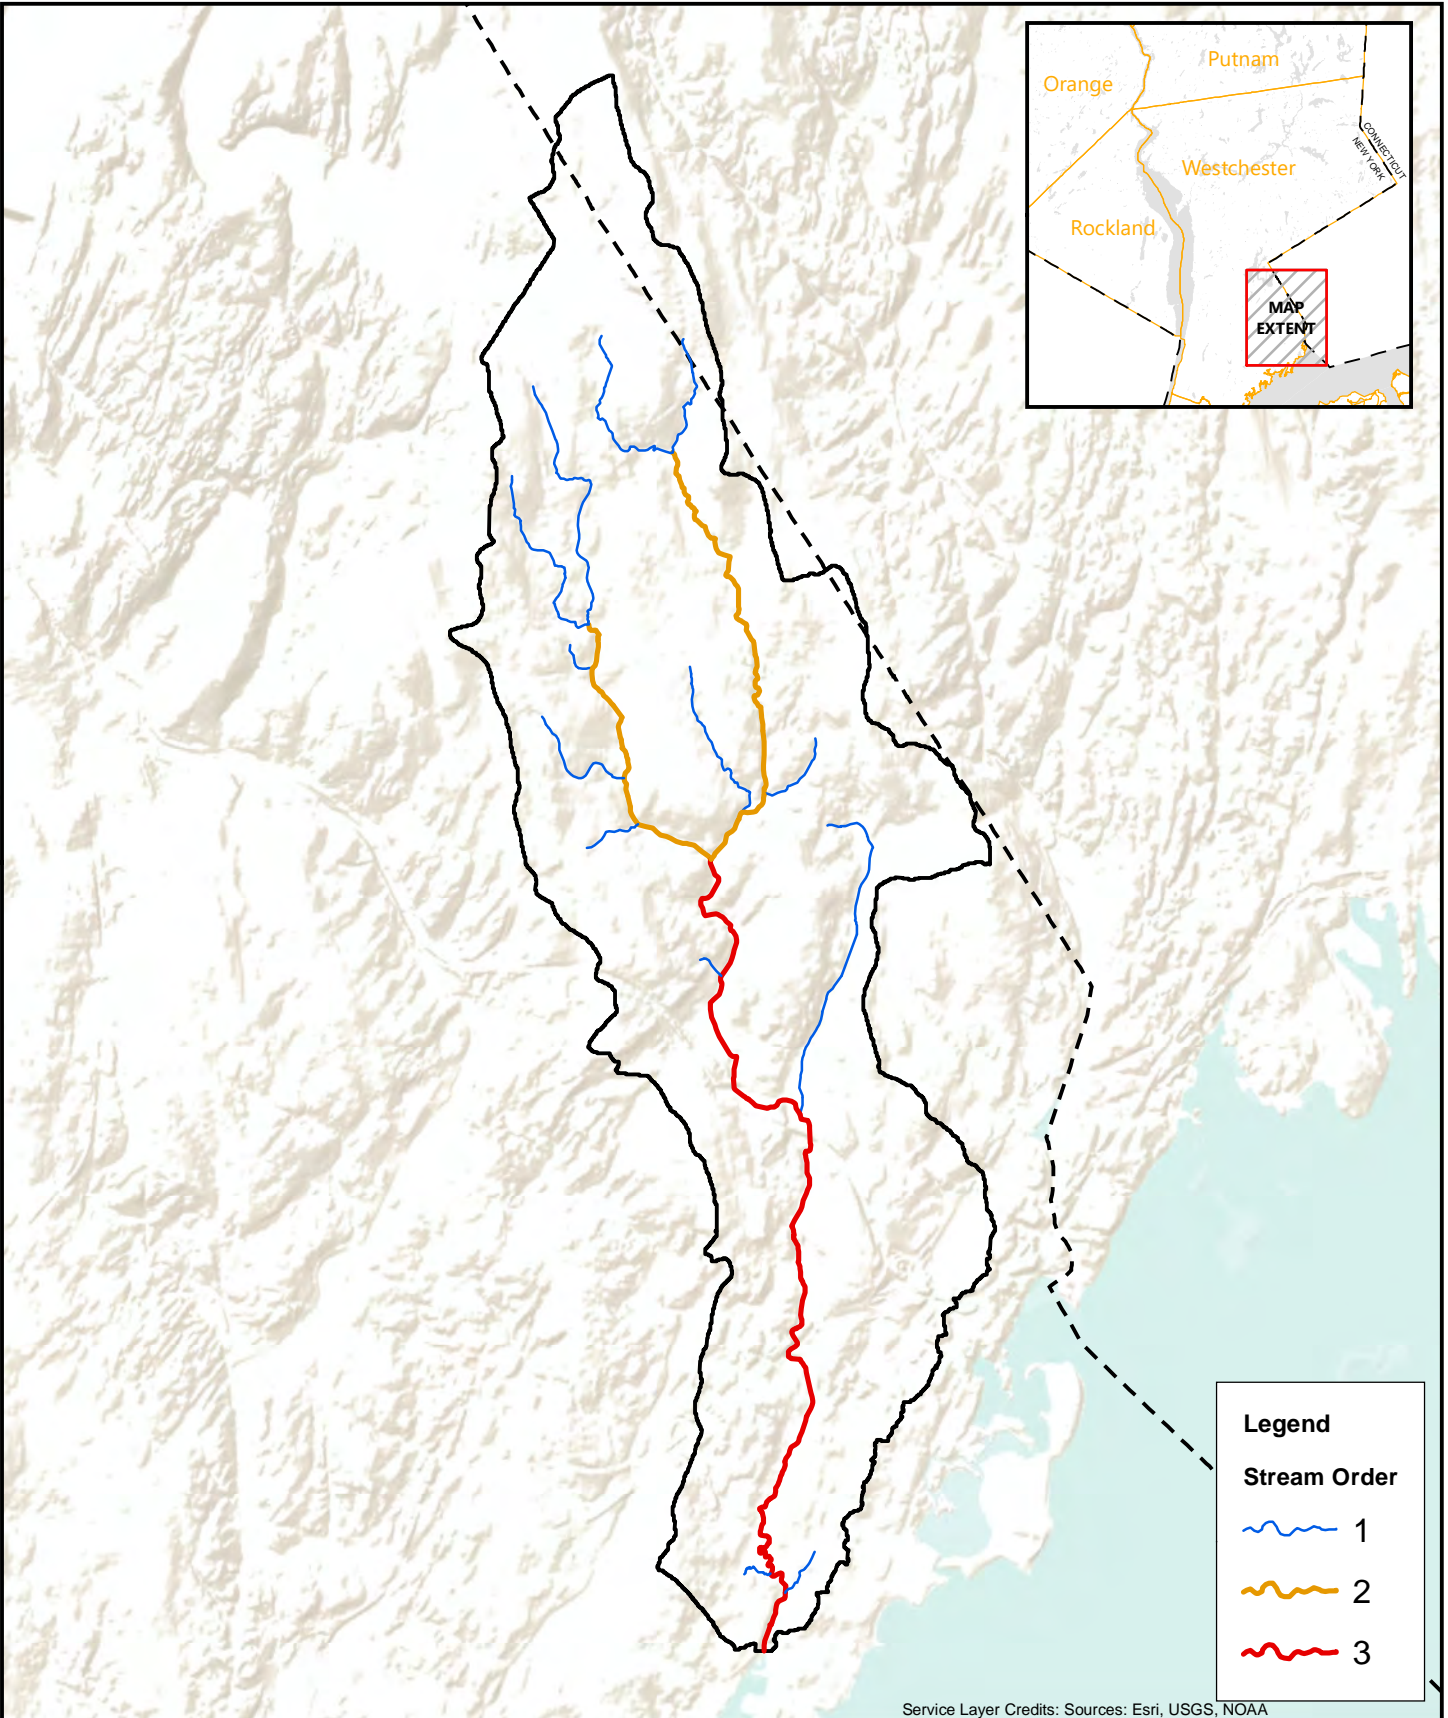 Putnam
Orange
CONNECTICUT
NEW YORK
Westchester
Rockland
MAP
EXTENT
Legend
Stream Order
1
2
3
Service Layer Credits: Sources: Esri, USGS, NOAA